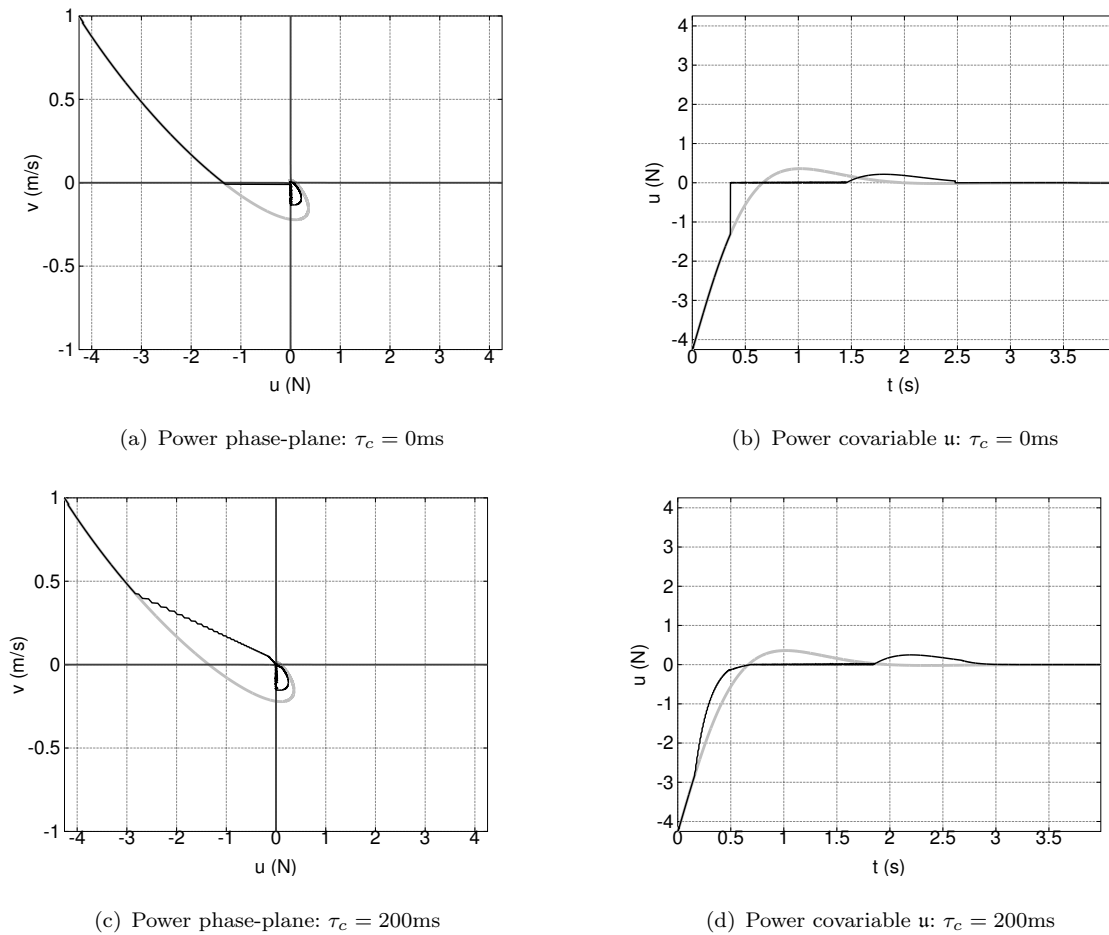 1
0.5
0
-0.5
-1
v (m/s)
-4 -3 -2 -1 0 1 2 3 4
u (N)
(a) Power phase-plane: τc = 0ms
4
3
2
1
0
-1
-2
-3
-4
u (N)
0 0.5 1 1.5 2 2.5 3 3.5
t (s)
(b) Power covariable 𝔲: τc = 0ms
1
0.5
0
-0.5
-1
v (m/s)
-4 -3 -2 -1 0 1 2 3 4
u (N)
(c) Power phase-plane: τc = 200ms
4
3
2
1
0
-1
-2
-3
-4
u (N)
0 0.5 1 1.5 2 2.5 3 3.5
t (s)
(d) Power covariable 𝔲: τc = 200ms